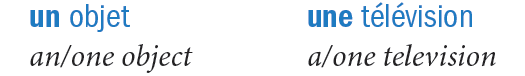 un objet
an/one object
une télévision
a/one television